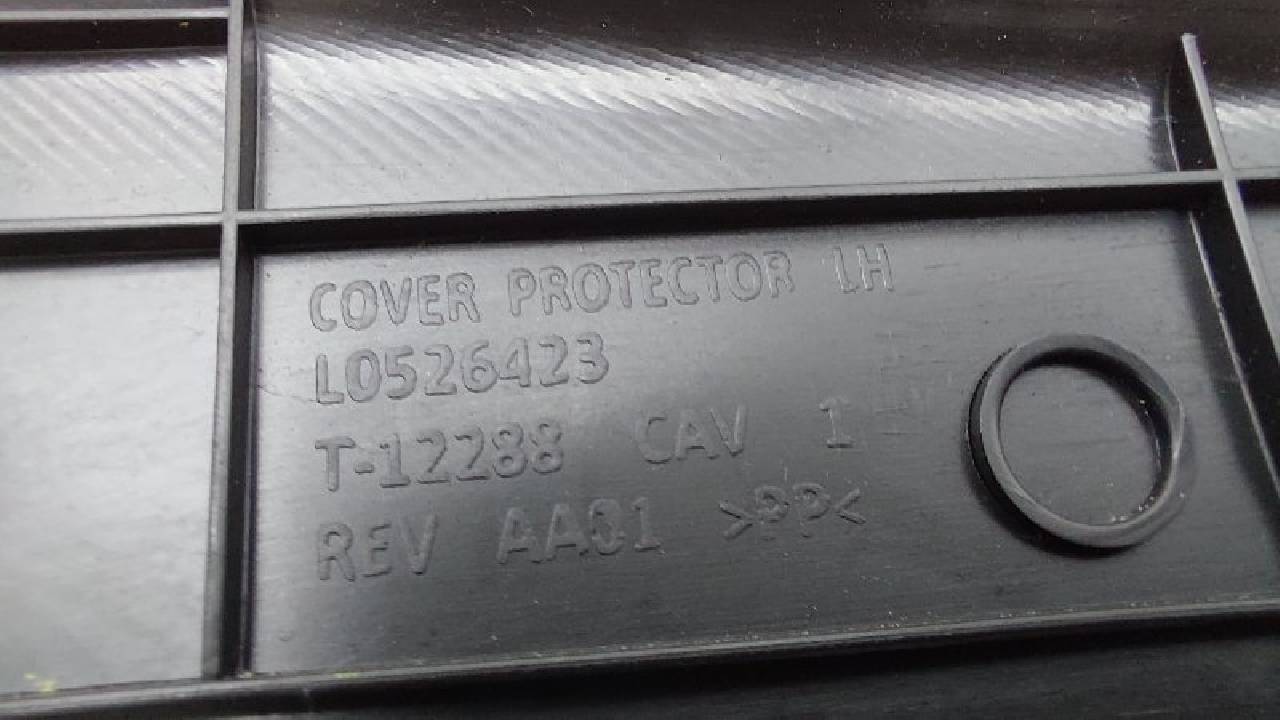 COVER PROTECTOR LH
L0526423
T-12288 CAV 1
REV AA01 >PP<